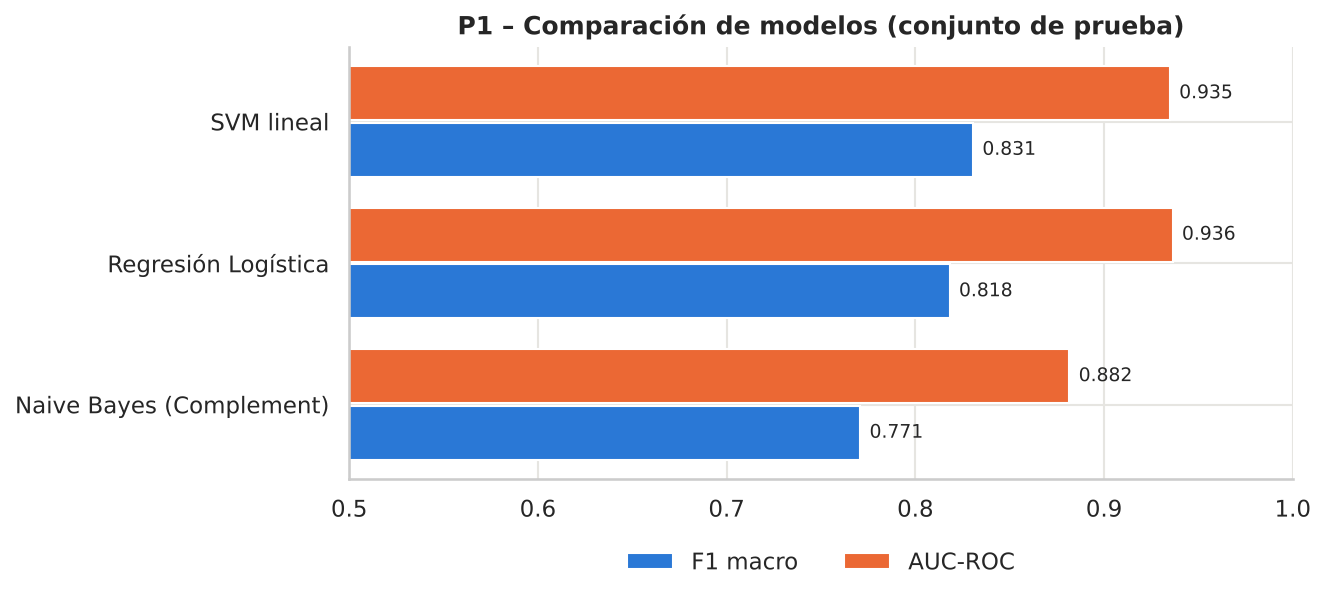 P1 – Comparación de modelos (conjunto de prueba)
SVM lineal
0.935
0.831
Regresión Logística
0.936
0.818
Naive Bayes (Complement)
0.882
0.771
0.5 0.6 0.7 0.8 0.9 1.0
F1 macro AUC-ROC